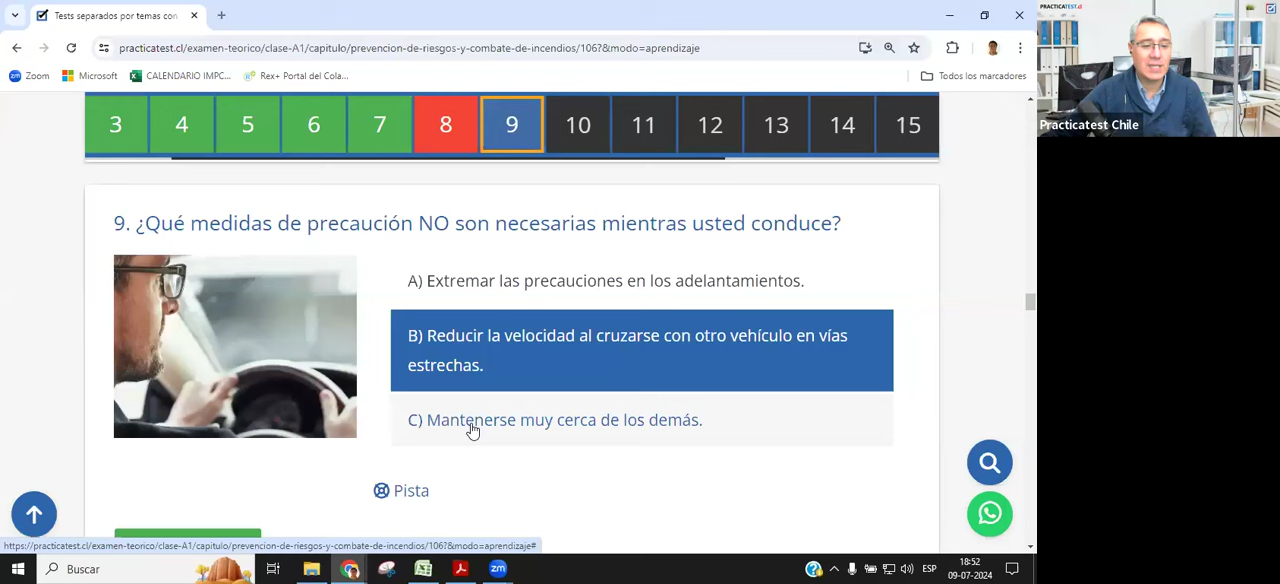 Tests separados por temas con
practicatest.cl/examen-teorico/clase-A1/capitulo/prevencion-de-riesgos-y-combate-de-incendios/106?&modo=aprendizaje
Zoom Microsoft CALENDARIO IMPC... Rex+ Portal del Cola... Todos los marcadores
PRACTICATEST.cl
Practicatest Chile
3 4 5 6 7 8 9 10 11 12 13 14 15
9. ¿Qué medidas de precaución NO son necesarias mientras usted conduce?
A) Extremar las precauciones en los adelantamientos.
B) Reducir la velocidad al cruzarse con otro vehículo en vías
estrechas.
C) Mantenerse muy cerca de los demás.
Pista
https://practicatest.cl/examen-teorico/clase-A1/capitulo/prevencion-de-riesgos-y-combate-de-incendios/106?&modo=aprendizaje#
Buscar
ESP
18:52
09-07-2024